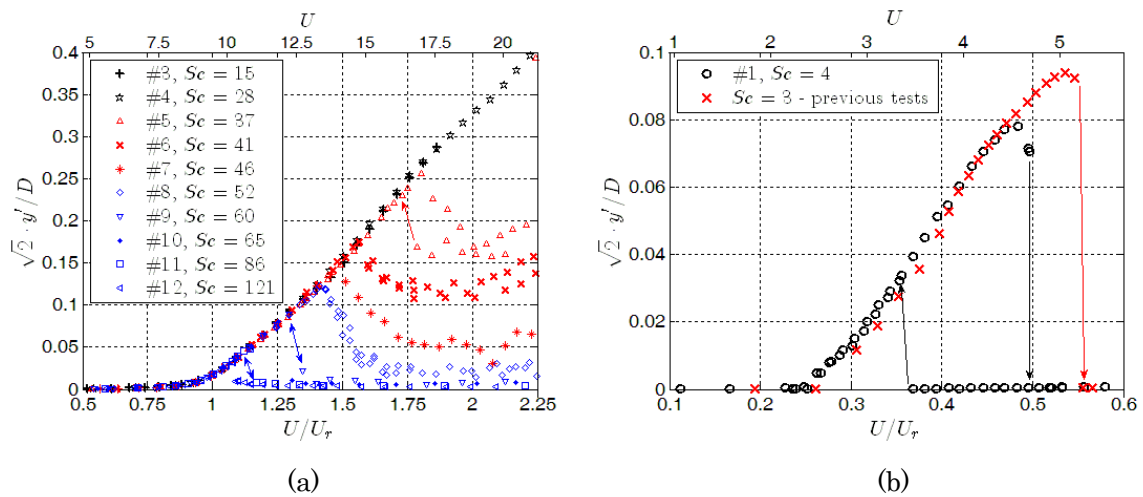 U
5 7.5 10 12.5 15 17.5 20
0.4
0.35
0.3
0.25
0.2
0.15
0.1
0.05
0
√2 · y′/D
#3, Sc = 15
#4, Sc = 28
#5, Sc = 37
#6, Sc = 41
#7, Sc = 46
#8, Sc = 52
#9, Sc = 60
#10, Sc = 65
#11, Sc = 86
#12, Sc = 121
0.5 0.75 1 1.25 1.5 1.75 2 2.25
U/Ur
(a)
U
1 2 3 4 5
0.1
0.08
0.06
0.04
0.02
0
√2 · y′/D
#1, Sc = 4
Sc = 3 - previous tests
0.1 0.2 0.3 0.4 0.5 0.6
U/Ur
(b)